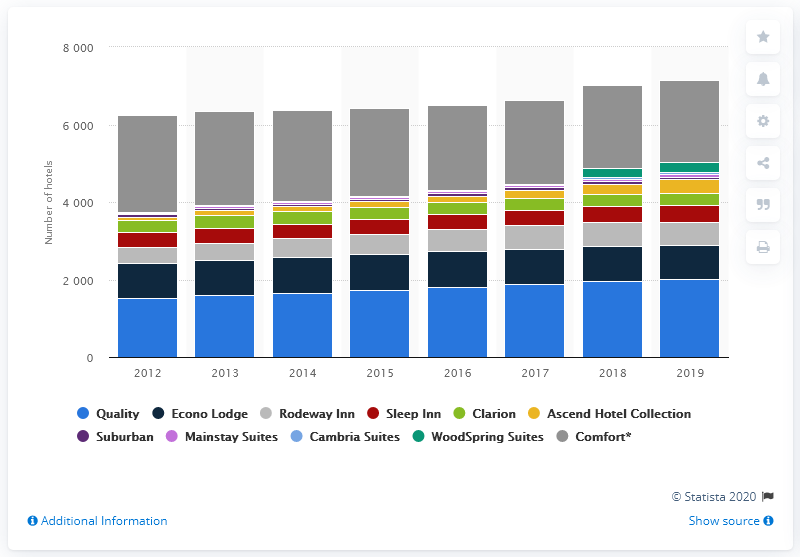 8 000
6 000
4 000
2 000
0
Number of hotels
2012 2013 2014 2015 2016 2017 2018 2019
Quality Econo Lodge Rodeway Inn Sleep Inn Clarion Ascend Hotel Collection
Suburban Mainstay Suites Cambria Suites WoodSpring Suites Comfort*
© Statista 2020
Additional Information Show source